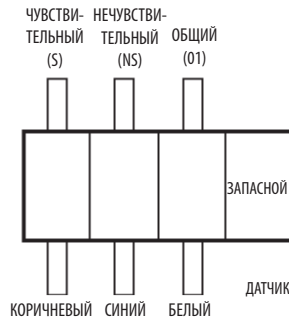 ЧУВСТВИ-
ТЕЛЬНЫЙ
(S)
НЕЧУВСТВИ-
ТЕЛЬНЫЙ
(NS)
ОБЩИЙ
(01)
ЗАПАСНОЙ
ДАТЧИК
КОРИЧНЕВЫЙ
СИНИЙ
БЕЛЫЙ